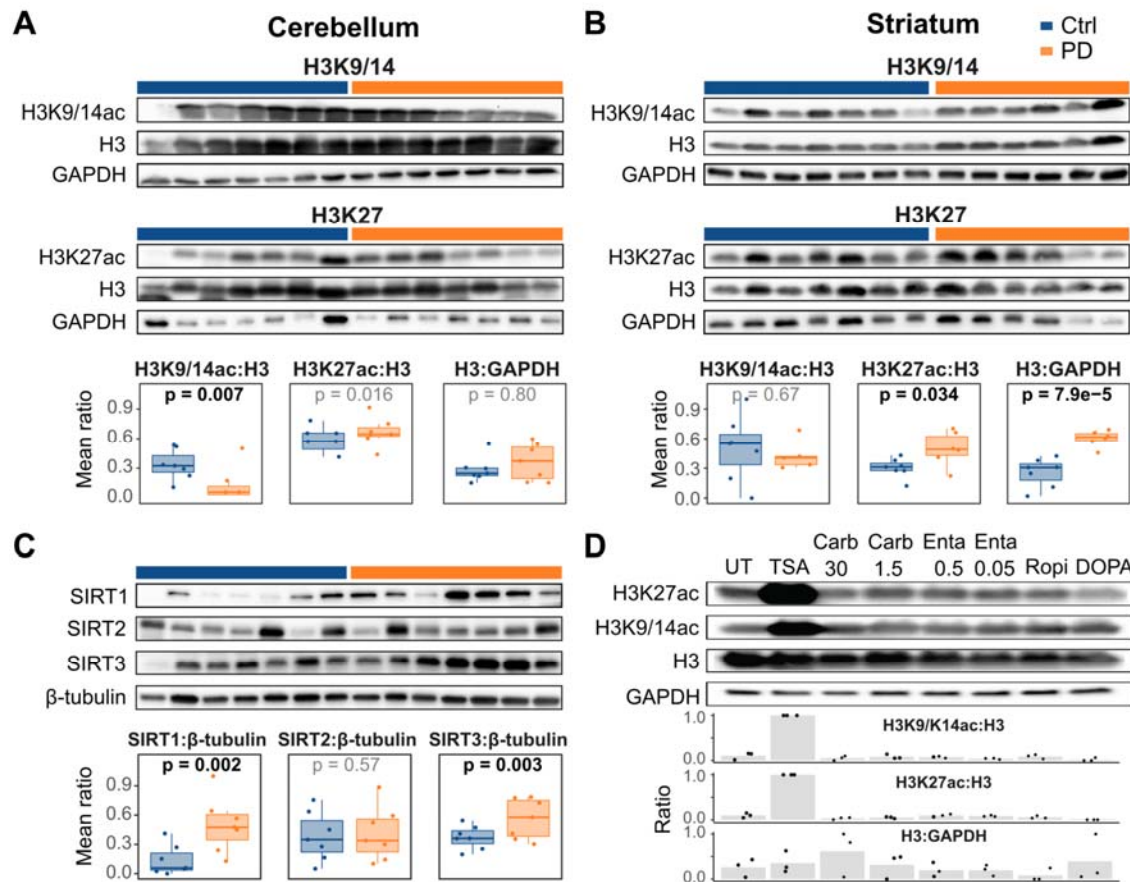 A Cerebellum
H3K9/14
H3K9/14ac
H3
GAPDH
H3K27
H3K27ac
H3
GAPDH
H3K9/14ac:H3 H3K27ac:H3 H3:GAPDH
p = 0.007 p = 0.016 p = 0.80
Mean ratio
0.9
0.6
0.3
0.0
B Striatum
Ctrl
PD
H3K9/14
H3K9/14ac
H3
GAPDH
H3K27
H3K27ac
H3
GAPDH
H3K9/14ac:H3 H3K27ac:H3 H3:GAPDH
p = 0.67 p = 0.034 p = 7.9e−5
Mean ratio
0.9
0.6
0.3
0.0
C
SIRT1
SIRT2
SIRT3
β-tubulin
SIRT1:β-tubulin SIRT2:β-tubulin SIRT3:β-tubulin
p = 0.002 p = 0.57 p = 0.003
Mean ratio
0.9
0.6
0.3
0.0
D
Carb Carb Enta Enta
UT TSA 30 1.5 0.5 0.05 Ropi DOPA
H3K27ac
H3K9/14ac
H3
GAPDH
H3K9/K14ac:H3
1.0
0.0
H3K27ac:H3
1.0
0.0
H3:GAPDH
1.0
0.0
Ratio